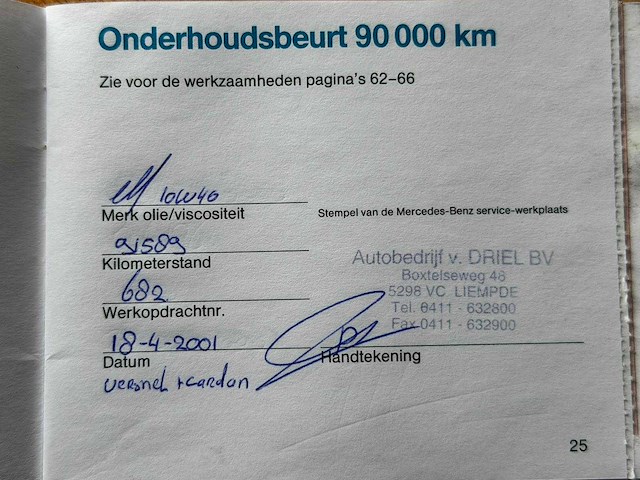 Onderhoudsbeurt 90 000 km
Zie voor de werkzaamheden pagina's 62–66
10W40
Merk olie/viscositeit
Stempel van de Mercedes-Benz service-werkplaats
91589
Kilometerstand
682
Werkopdrachtnr.
Autobedrijf v. DRIEL BV
Boxtelseweg 46
5298 VC LIEMPDE
Tel. 0411 - 632800
Fax 0411 - 632900
18-4-2001
Datum
Handtekening
versnel + cardan
25